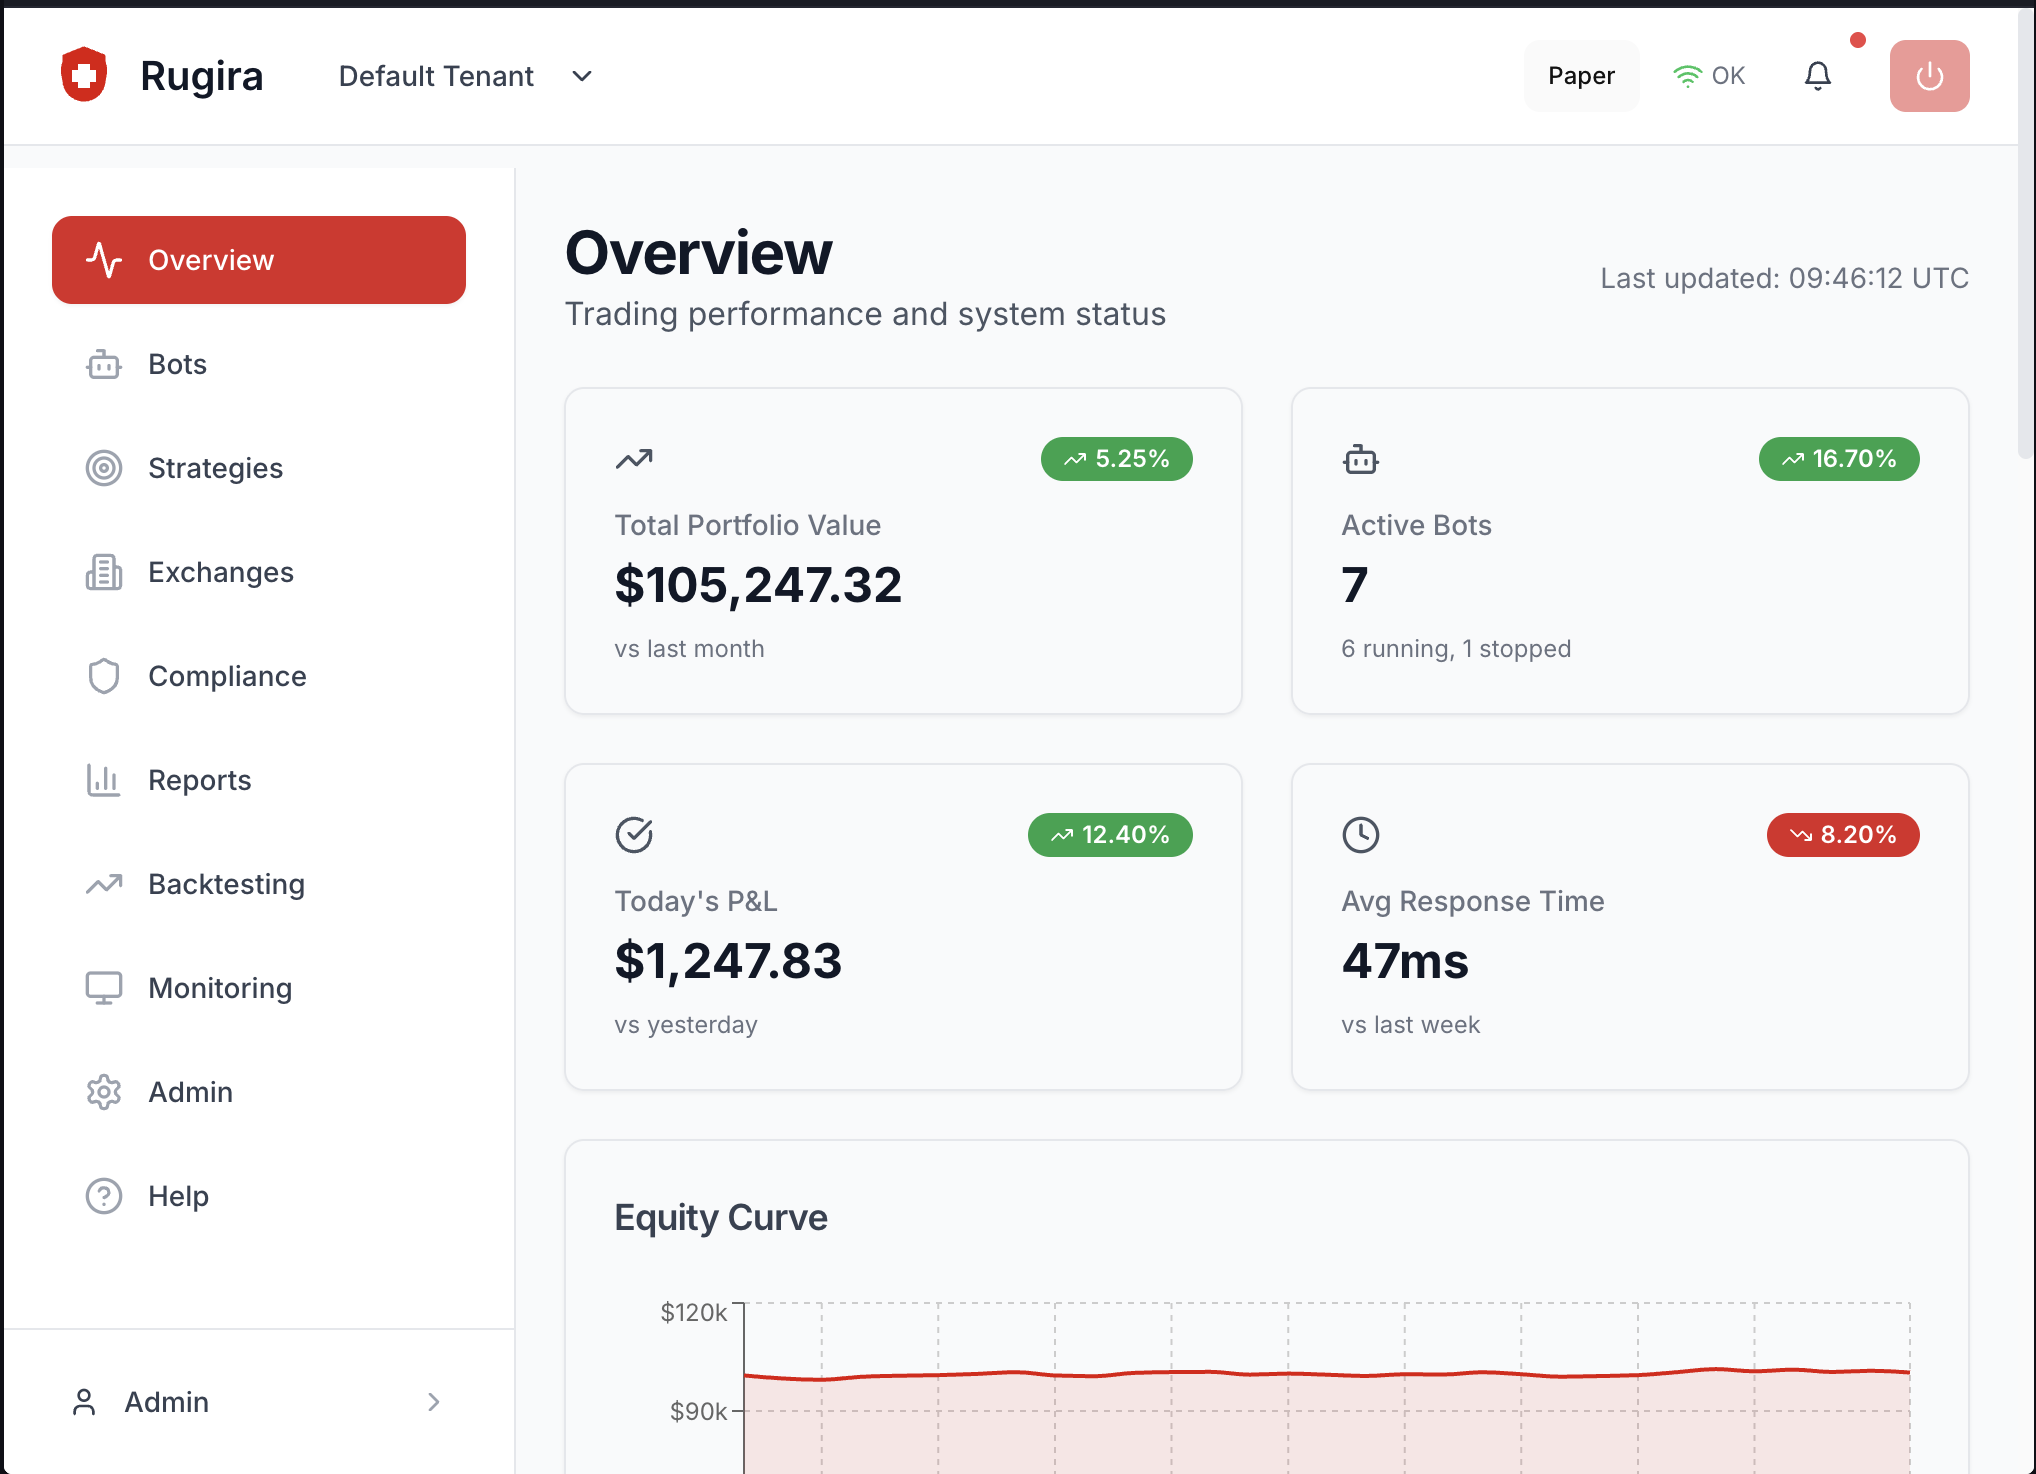 Rugira
Default Tenant
Paper
OK
Overview
Bots
Strategies
Exchanges
Compliance
Reports
Backtesting
Monitoring
Admin
Help
Admin
Overview
Trading performance and system status
Last updated: 09:46:12 UTC
5.25%
Total Portfolio Value
$105,247.32
vs last month
16.70%
Active Bots
7
6 running, 1 stopped
12.40%
Today's P&L
$1,247.83
vs yesterday
8.20%
Avg Response Time
47ms
vs last week
Equity Curve
$120k
$90k